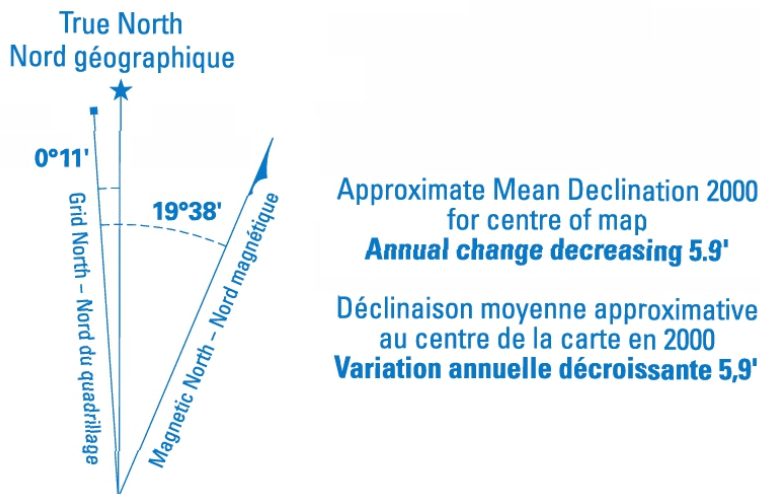 True North
Nord géographique
0°11'
19°38'
Grid North – Nord du quadrillage
Magnetic North – Nord magnétique
Approximate Mean Declination 2000
for centre of map
Annual change decreasing 5.9'
Déclinaison moyenne approximative
au centre de la carte en 2000
Variation annuelle décroissante 5,9'